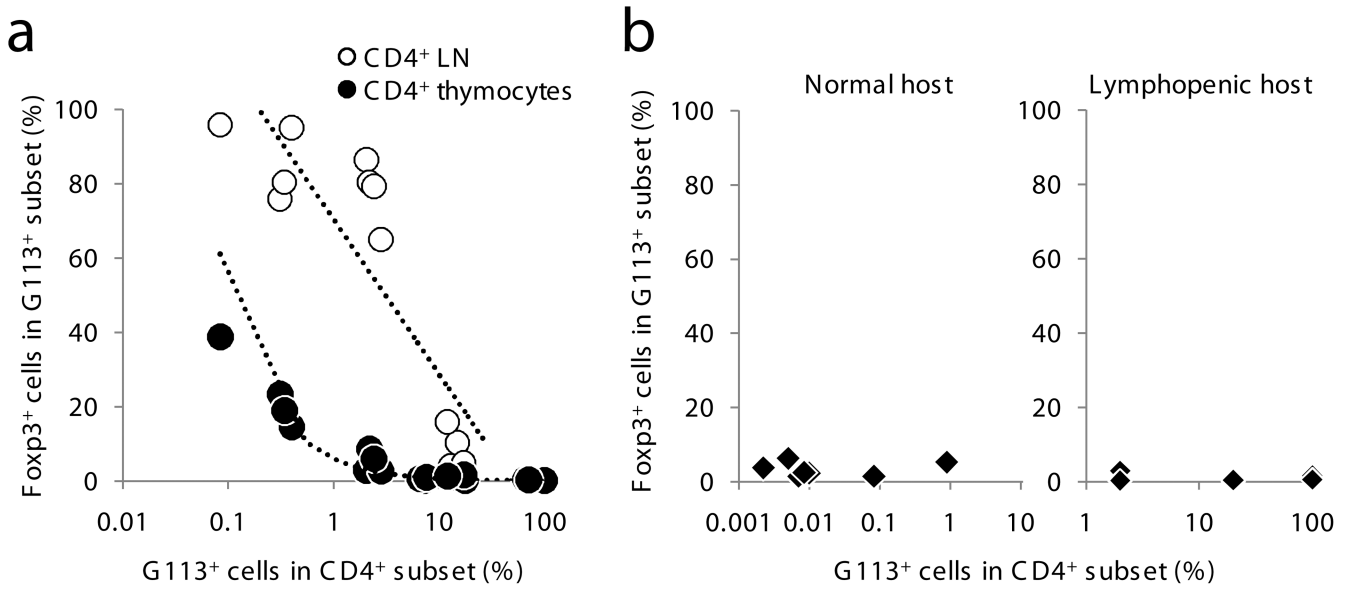 a
CD4⁺ LN
CD4⁺ thymocytes
Foxp3⁺ cells in G113⁺ subset (%)
100
80
60
40
20
0
0.01 0.1 1 10 100
G113⁺ cells in CD4⁺ subset (%)
b
Normal host
Lymphopenic host
Foxp3⁺ cells in G113⁺ subset (%)
100
80
60
40
20
0
0.001 0.01 0.1 1 10
100
80
60
40
20
0
1 10 100
G113⁺ cells in CD4⁺ subset (%)